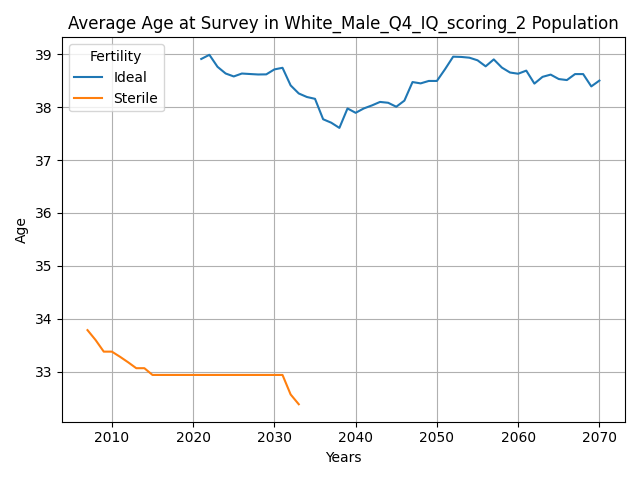 Average Age at Survey in White_Male_Q4_IQ_scoring_2 Population
Fertility
Ideal
Sterile
39
38
37
36
35
34
33
Age
2010 2020 2030 2040 2050 2060 2070
Years